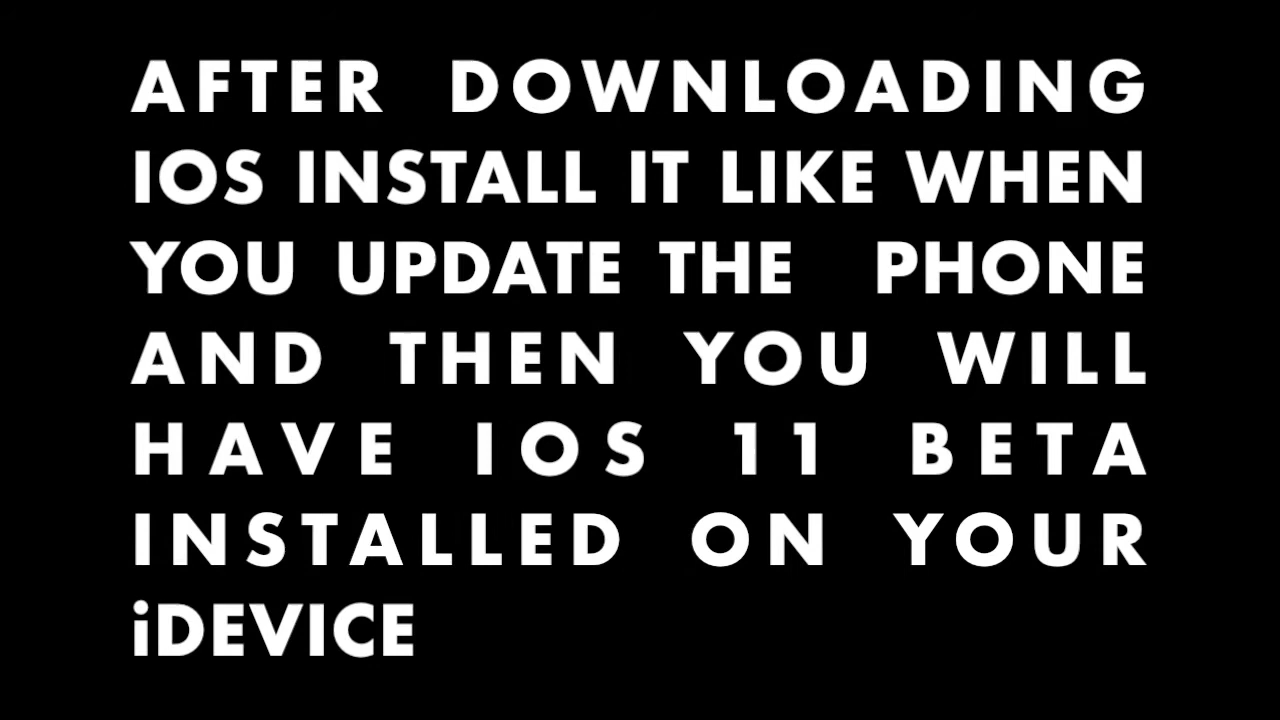 AFTER DOWNLOADING
IOS INSTALL IT LIKE WHEN
YOU UPDATE THE PHONE
AND THEN YOU WILL
HAVE IOS 11 BETA
INSTALLED ON YOUR
iDEVICE